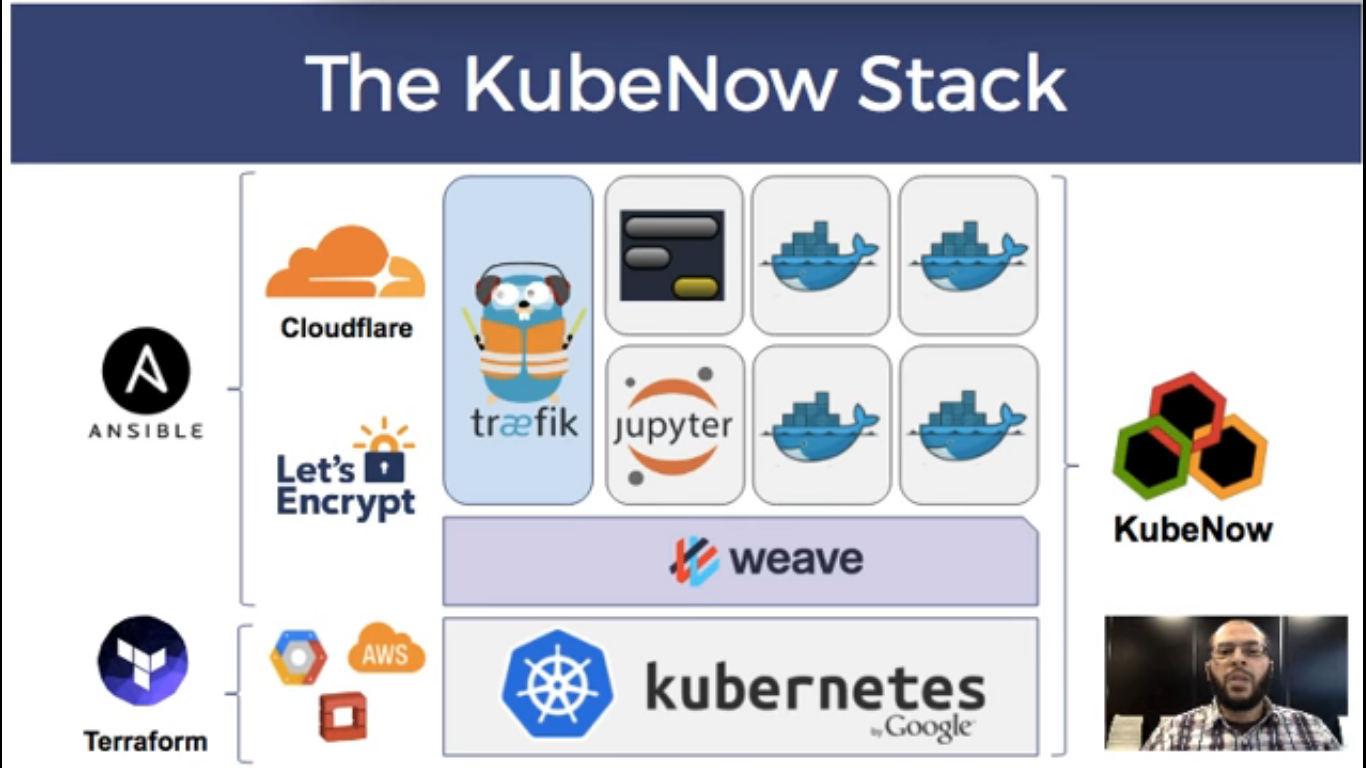 The KubeNow Stack
Cloudflare
ANSIBLE
Let's
Encrypt
træfik
jupyter
weave
KubeNow
AWS
kubernetes
by Google
Terraform